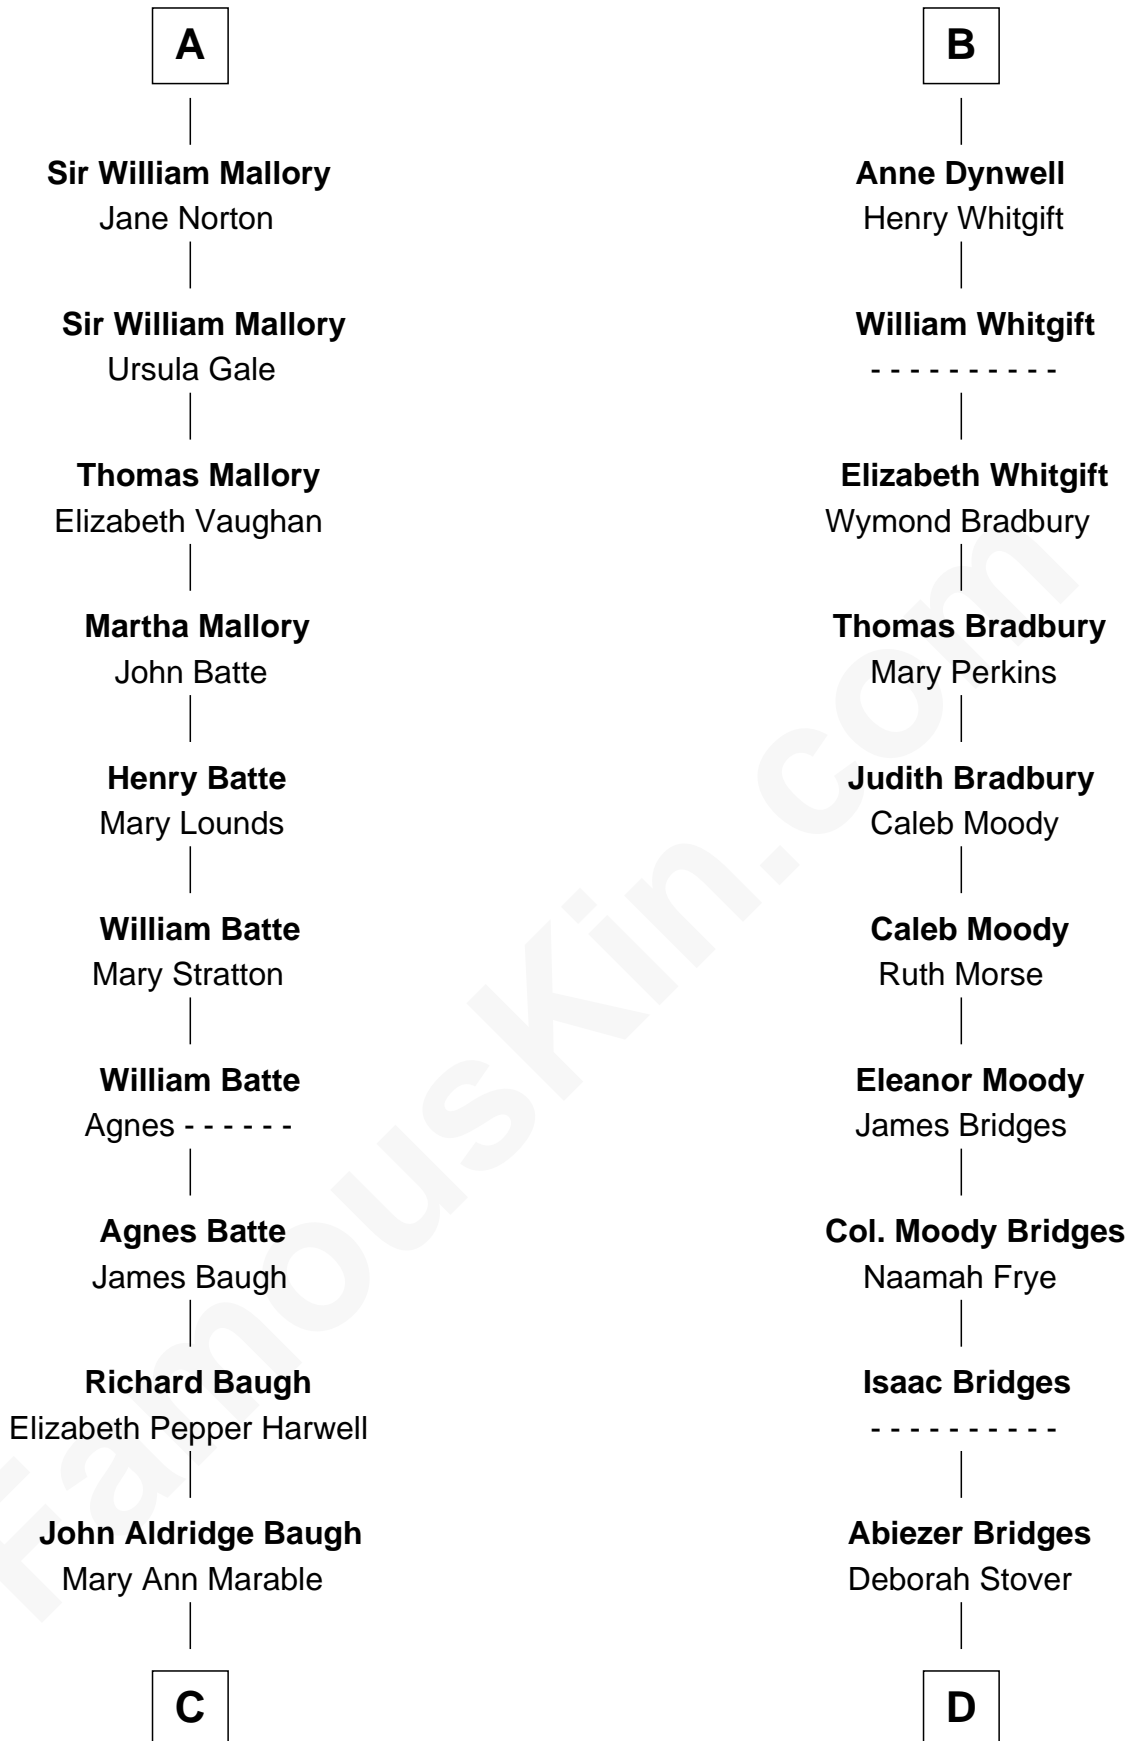 A
Sir William Mallory
Jane Norton
Sir William Mallory
Ursula Gale
Thomas Mallory
Elizabeth Vaughan
Martha Mallory
John Batte
Henry Batte
Mary Lounds
William Batte
Mary Stratton
William Batte
Agnes - - - - - -
Agnes Batte
James Baugh
Richard Baugh
Elizabeth Pepper Harwell
John Aldridge Baugh
Mary Ann Marable
C
B
Anne Dynwell
Henry Whitgift
William Whitgift
- - - - - - - - - -
Elizabeth Whitgift
Wymond Bradbury
Thomas Bradbury
Mary Perkins
Judith Bradbury
Caleb Moody
Caleb Moody
Ruth Morse
Eleanor Moody
James Bridges
Col. Moody Bridges
Naamah Frye
Isaac Bridges
- - - - - - - - - -
Abiezer Bridges
Deborah Stover
D
FamousKin.com